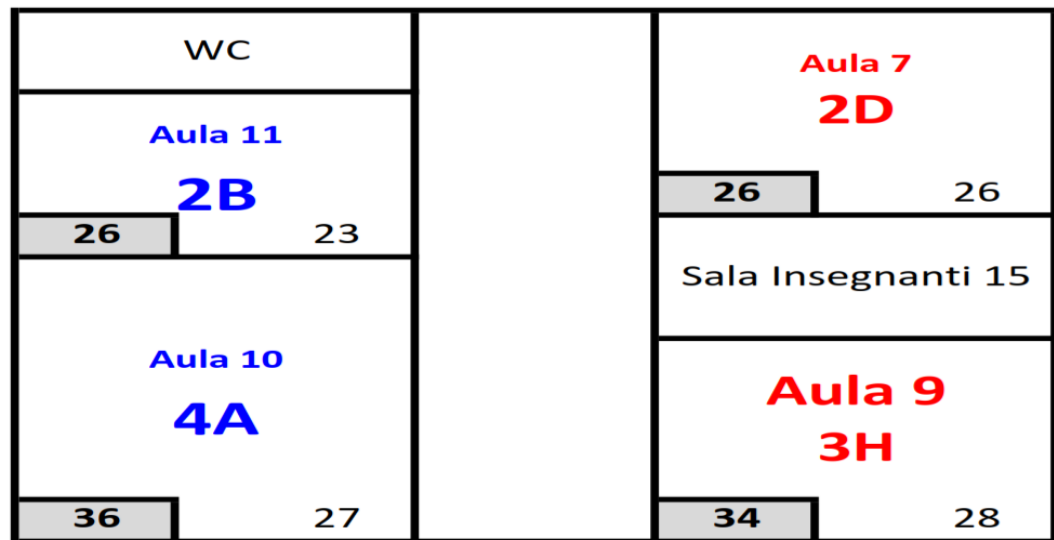 WC
Aula 11
2B
26 23
Aula 10
4A
36 27
Aula 7
2D
26 26
Sala Insegnanti 15
Aula 9
3H
34 28